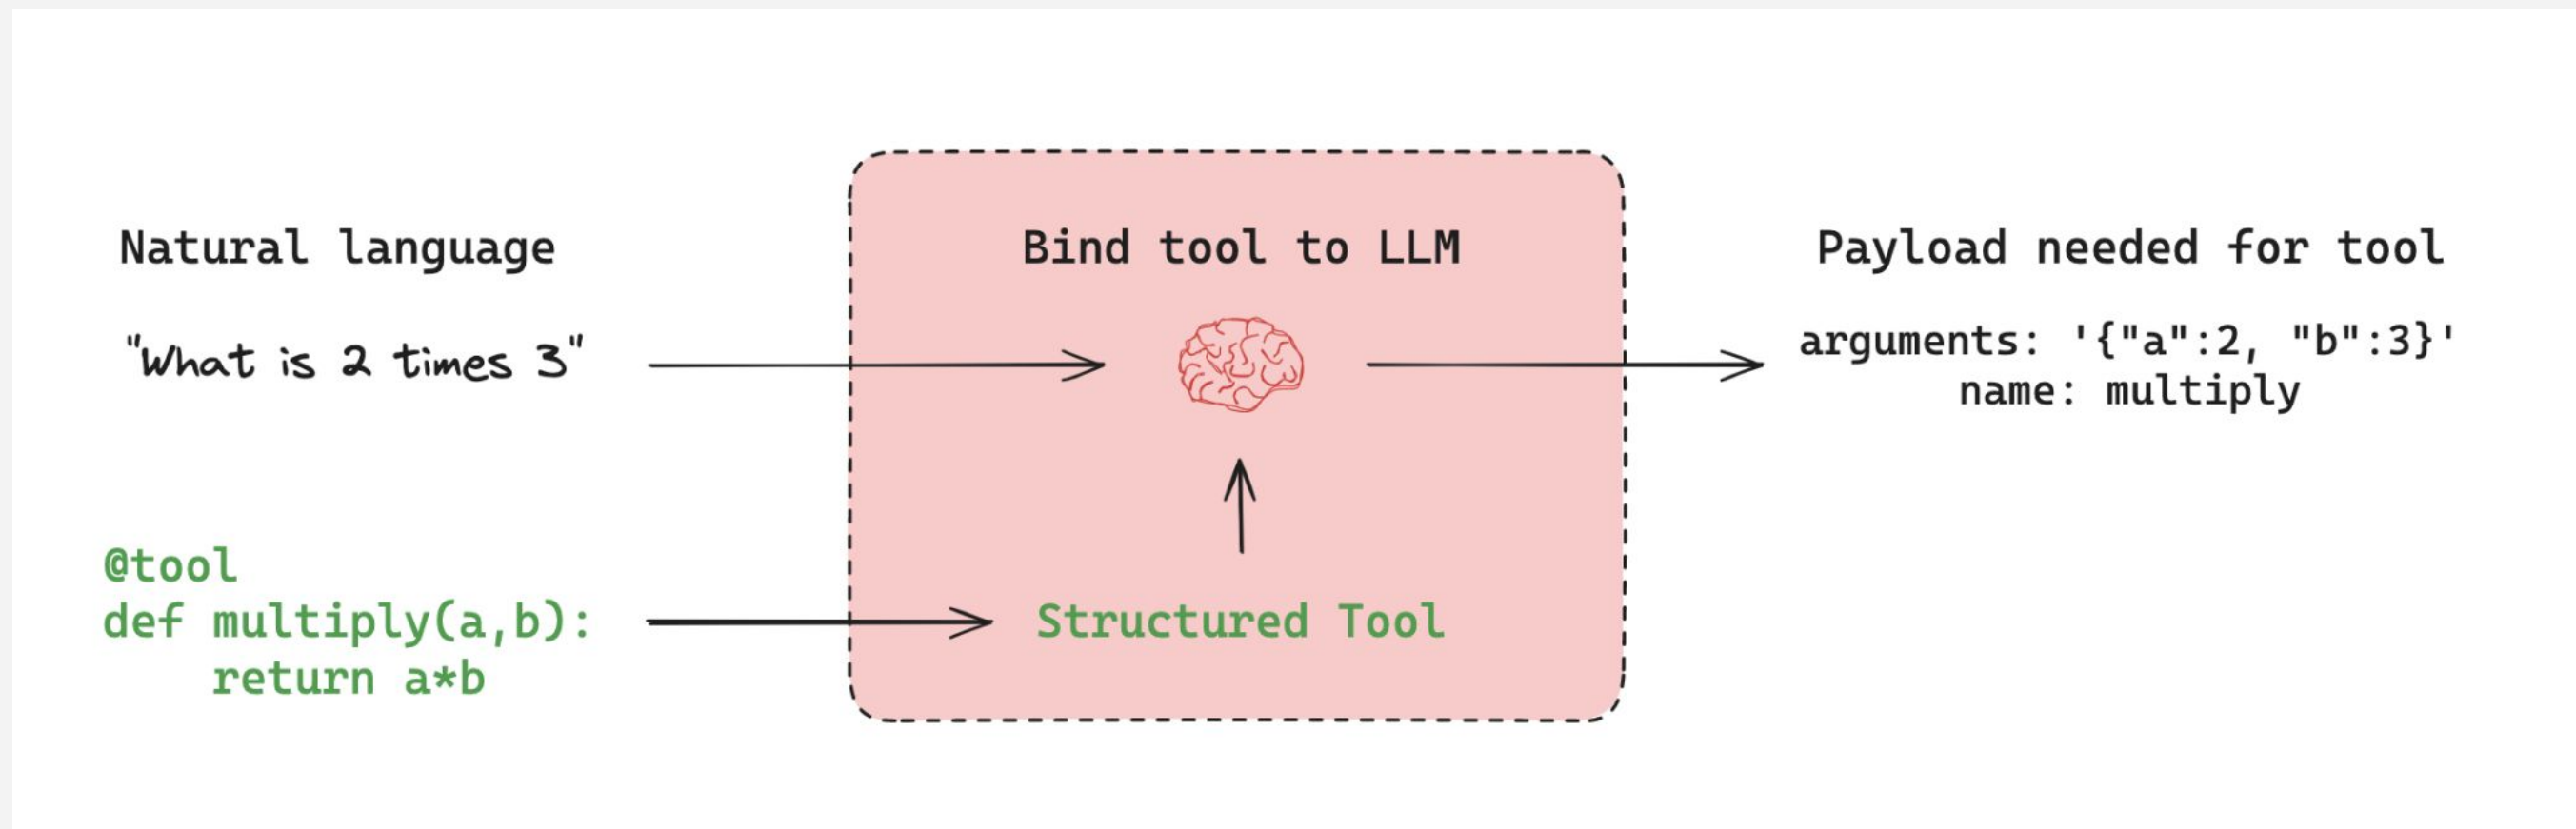 Natural language
"What is 2 times 3"
@tool
def multiply(a,b):
    return a*b
Bind tool to LLM
Structured Tool
Payload needed for tool
arguments: '{"a":2, "b":3}'
name: multiply